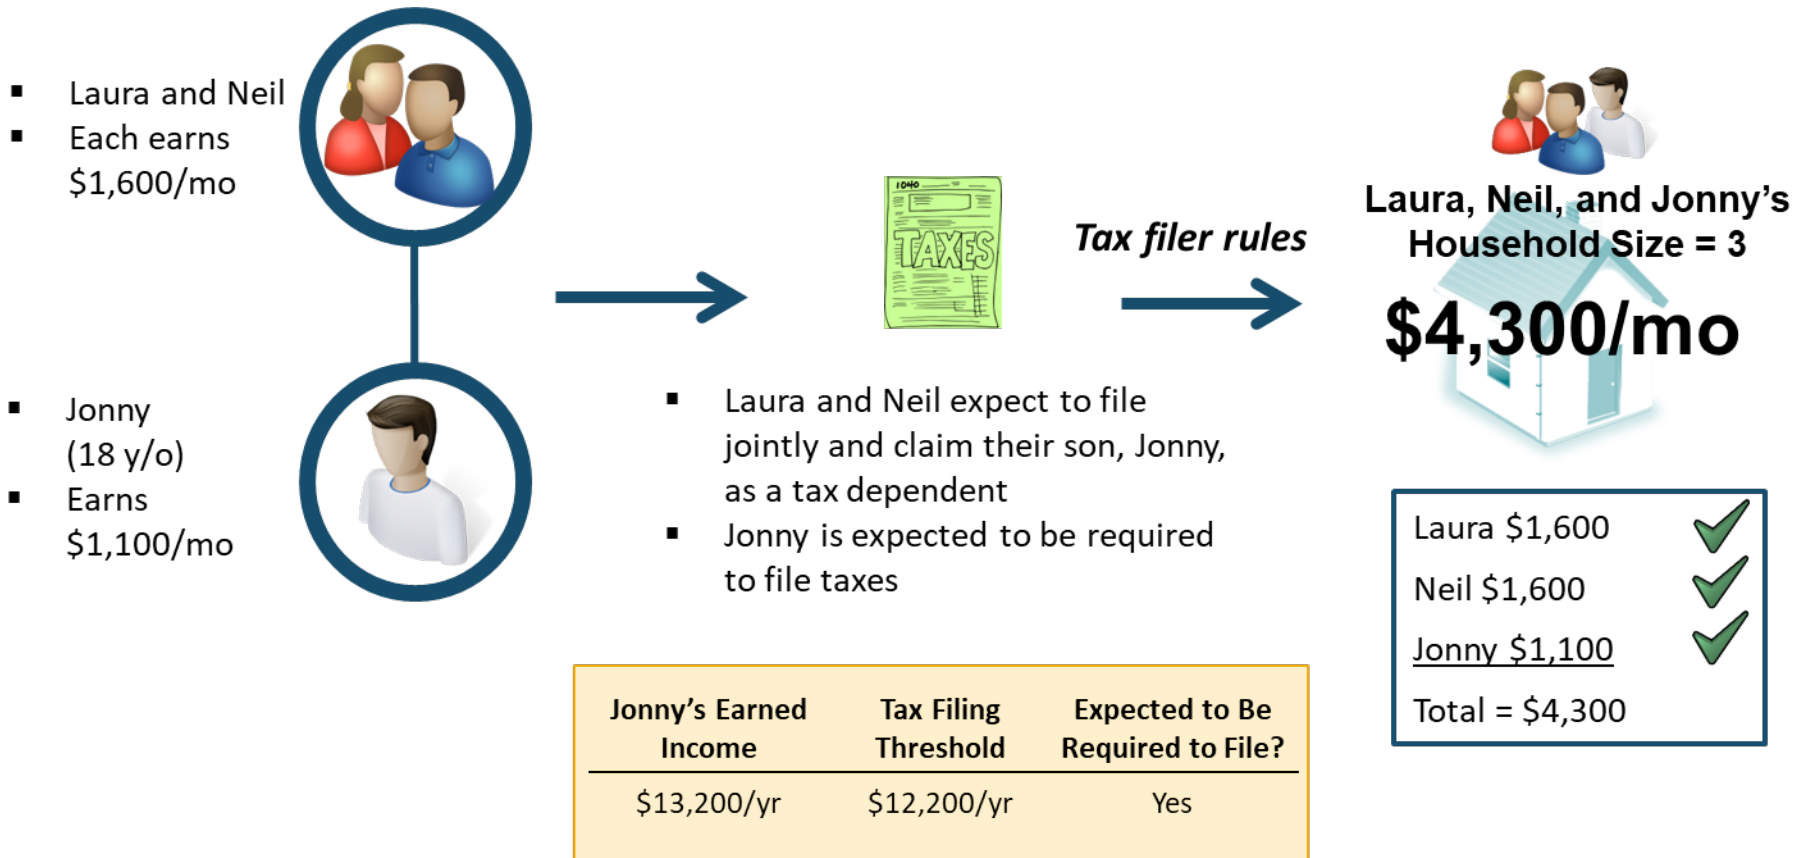 ▪ Laura and Neil
▪ Each earns
$1,600/mo
▪ Jonny
(18 y/o)
▪ Earns
$1,100/mo
1040
TAXES
▪ Laura and Neil expect to file
jointly and claim their son, Jonny,
as a tax dependent
▪ Jonny is expected to be required
to file taxes
Tax filer rules
Laura, Neil, and Jonny’s
Household Size = 3
$4,300/mo
Laura $1,600
Neil $1,600
Jonny $1,100
Total = $4,300
Jonny’s Earned Income
Tax Filing Threshold
Expected to Be Required to File?
$13,200/yr
$12,200/yr
Yes